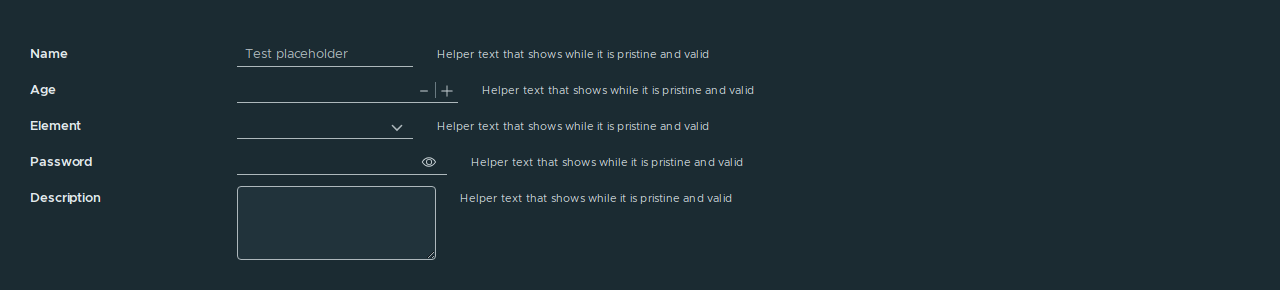 Name Test placeholder Helper text that shows while it is pristine and valid
Age Helper text that shows while it is pristine and valid
Element Helper text that shows while it is pristine and valid
Password Helper text that shows while it is pristine and valid
Description Helper text that shows while it is pristine and valid